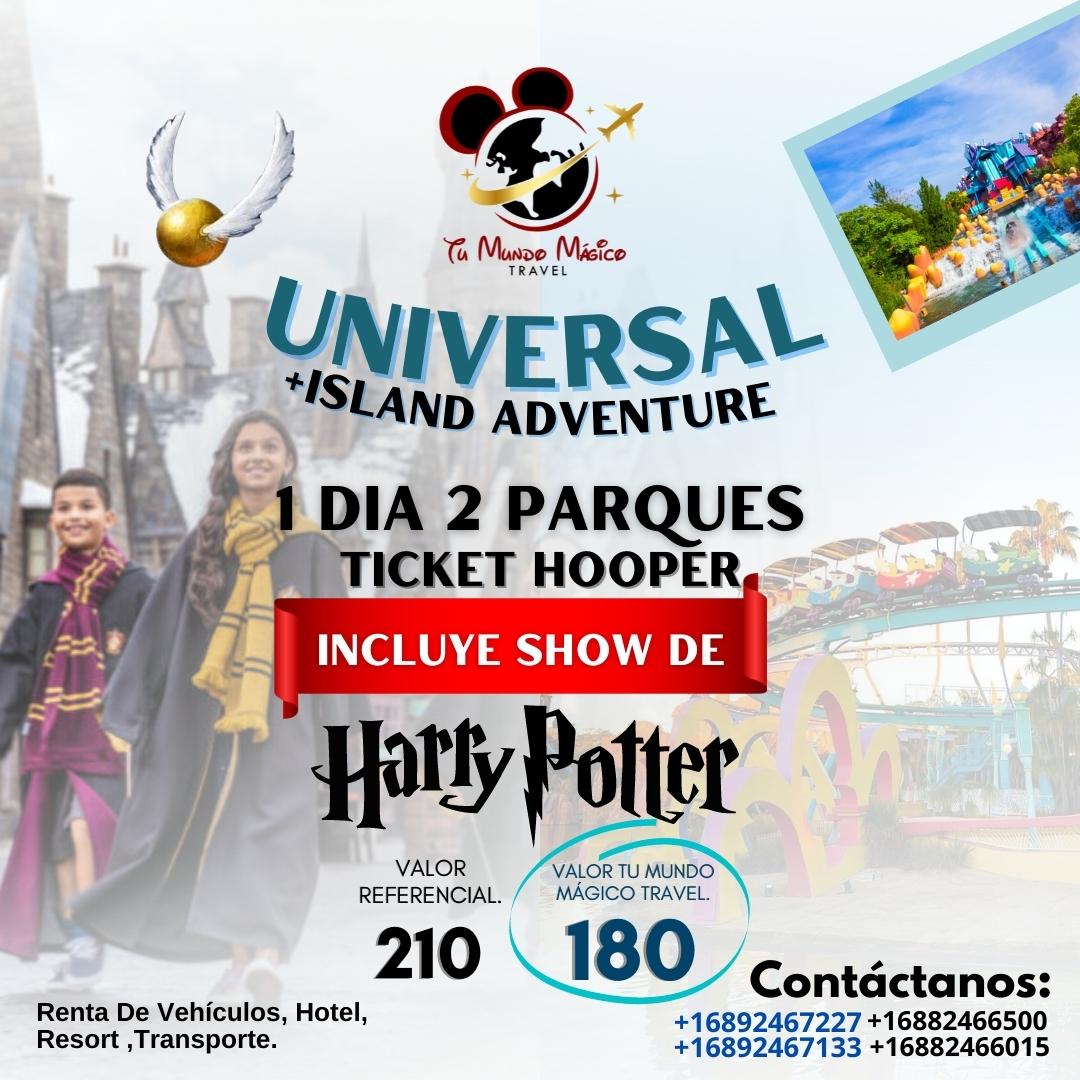 Tu Mundo Mágico
TRAVEL
UNIVERSAL
+ISLAND ADVENTURE
1 DIA 2 PARQUES
TICKET HOOPER
INCLUYE SHOW DE
Harry Potter
VALOR
REFERENCIAL.
210
VALOR TU MUNDO
MÁGICO TRAVEL.
180
Contáctanos:
+16892467227 +16882466500
+16892467133 +16882466015
Renta De Vehículos, Hotel,
Resort ,Transporte.